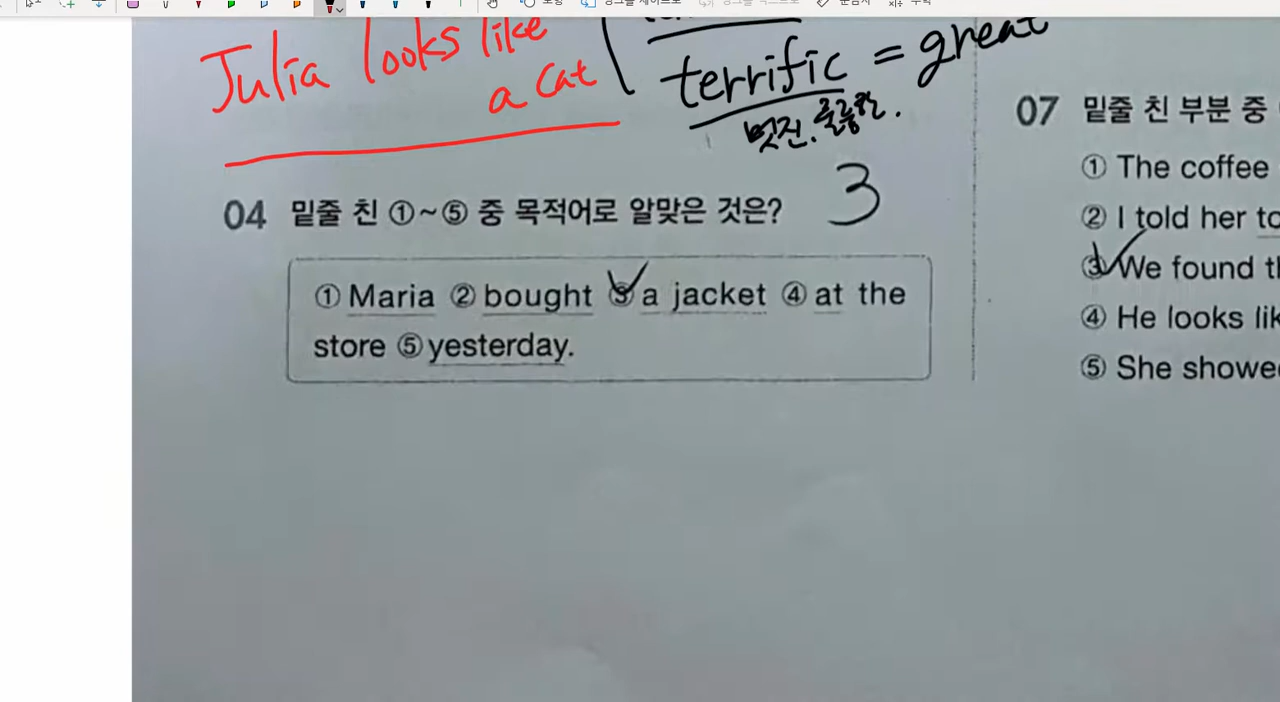 Julia looks like
a cat
terrific = great
멋진. 훌륭한.
04 밑줄 친 ①~⑤ 중 목적어로 알맞은 것은? 3
① Maria ② bought ③ a jacket ④ at the
store ⑤ yesterday.
07 밑줄 친 부분 중
① The coffee
② I told her to
③ We found th
④ He looks lik
⑤ She showe